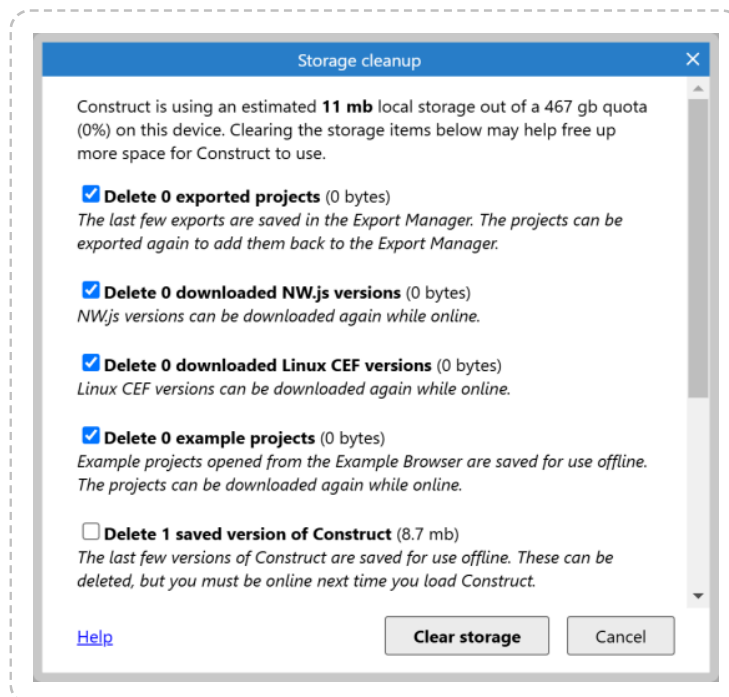 Storage cleanup
Construct is using an estimated 11 mb local storage out of a 467 gb quota
(0%) on this device. Clearing the storage items below may help free up
more space for Construct to use.
Delete 0 exported projects (0 bytes)
The last few exports are saved in the Export Manager. The projects can be
exported again to add them back to the Export Manager.
Delete 0 downloaded NW.js versions (0 bytes)
NW.js versions can be downloaded again while online.
Delete 0 downloaded Linux CEF versions (0 bytes)
Linux CEF versions can be downloaded again while online.
Delete 0 example projects (0 bytes)
Example projects opened from the Example Browser are saved for use offline.
The projects can be downloaded again while online.
Delete 1 saved version of Construct (8.7 mb)
The last few versions of Construct are saved for use offline. These can be
deleted, but you must be online next time you load Construct.
Help
Clear storage
Cancel